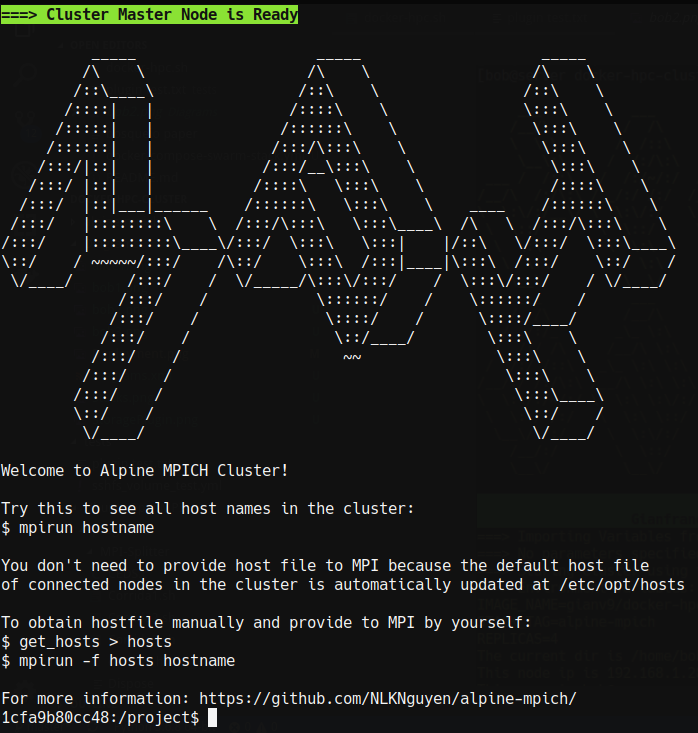 ===> Cluster Master Node is Ready
Welcome to Alpine MPICH Cluster!
Try this to see all host names in the cluster:
$ mpirun hostname
You don't need to provide host file to MPI because the default host file
of connected nodes in the cluster is automatically updated at /etc/opt/hosts
To obtain hostfile manually and provide to MPI by yourself:
$ get_hosts > hosts
$ mpirun -f hosts hostname
For more information: https://github.com/NLKNguyen/alpine-mpich/
1cfa9b80cc48:/project$